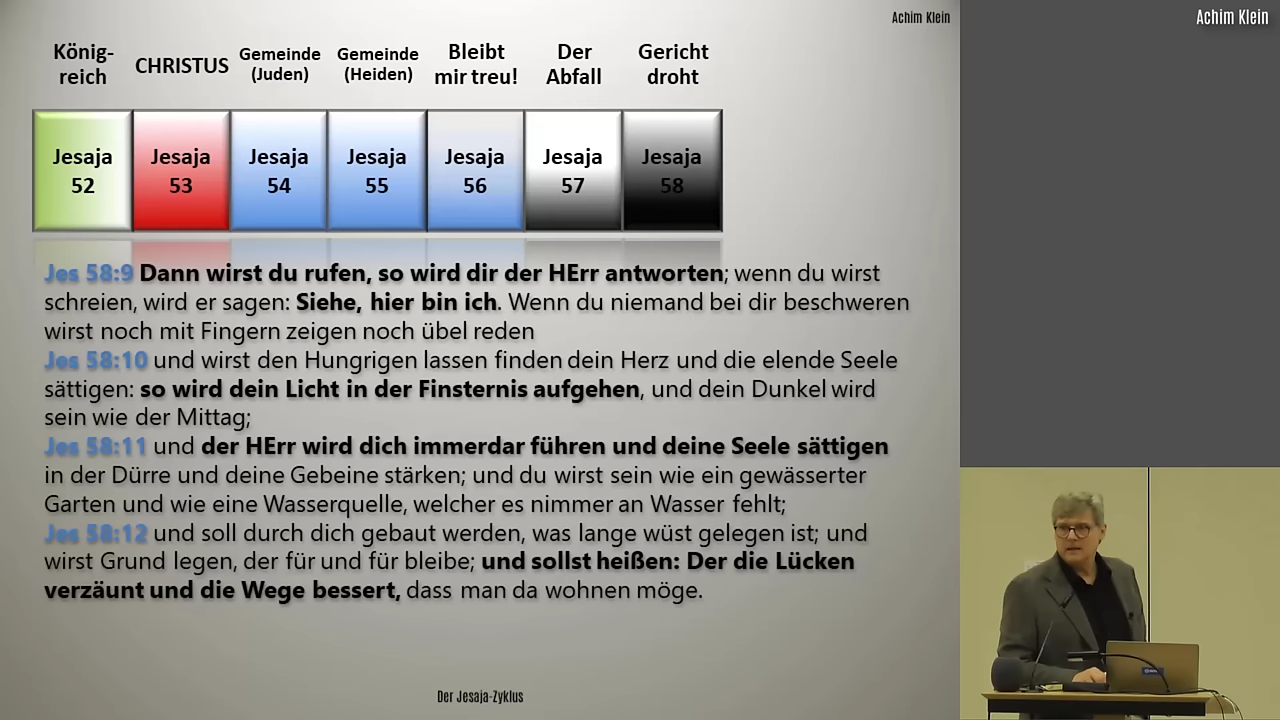 Achim Klein
Achim Klein
König-
reich
CHRISTUS
Gemeinde
(Juden)
Gemeinde
(Heiden)
Bleibt
mir treu!
Der
Abfall
Gericht
droht
Jesaja
52
Jesaja
53
Jesaja
54
Jesaja
55
Jesaja
56
Jesaja
57
Jesaja
58
Jes 58:9 Dann wirst du rufen, so wird dir der HErr antworten; wenn du wirst
schreien, wird er sagen: Siehe, hier bin ich. Wenn du niemand bei dir beschweren
wirst noch mit Fingern zeigen noch übel reden
Jes 58:10 und wirst den Hungrigen lassen finden dein Herz und die elende Seele
sättigen: so wird dein Licht in der Finsternis aufgehen, und dein Dunkel wird
sein wie der Mittag;
Jes 58:11 und der HErr wird dich immerdar führen und deine Seele sättigen
in der Dürre und deine Gebeine stärken; und du wirst sein wie ein gewässerter
Garten und wie eine Wasserquelle, welcher es nimmer an Wasser fehlt;
Jes 58:12 und soll durch dich gebaut werden, was lange wüst gelegen ist; und
wirst Grund legen, der für und für bleibe; und sollst heißen: Der die Lücken
verzäunt und die Wege bessert, dass man da wohnen möge.
Der Jesaja-Zyklus